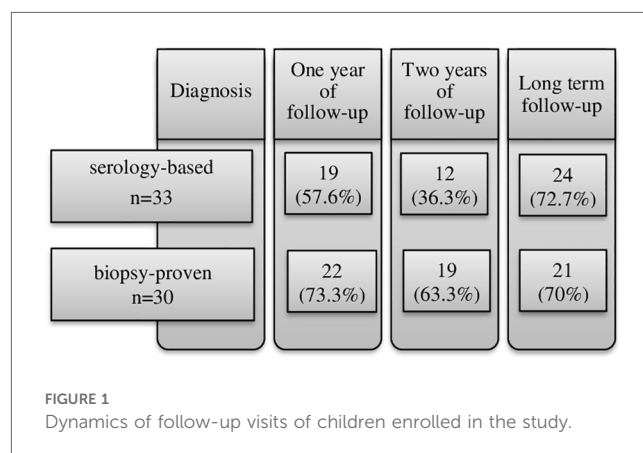 Diagnosis
One year
of
follow-up
Two years
of
follow-up
Long term
follow-up
serology-based
n=33
19
(57.6%)
12
(36.3%)
24
(72.7%)
biopsy-proven
n=30
22
(73.3%)
19
(63.3%)
21
(70%)
FIGURE 1
Dynamics of follow-up visits of children enrolled in the study.